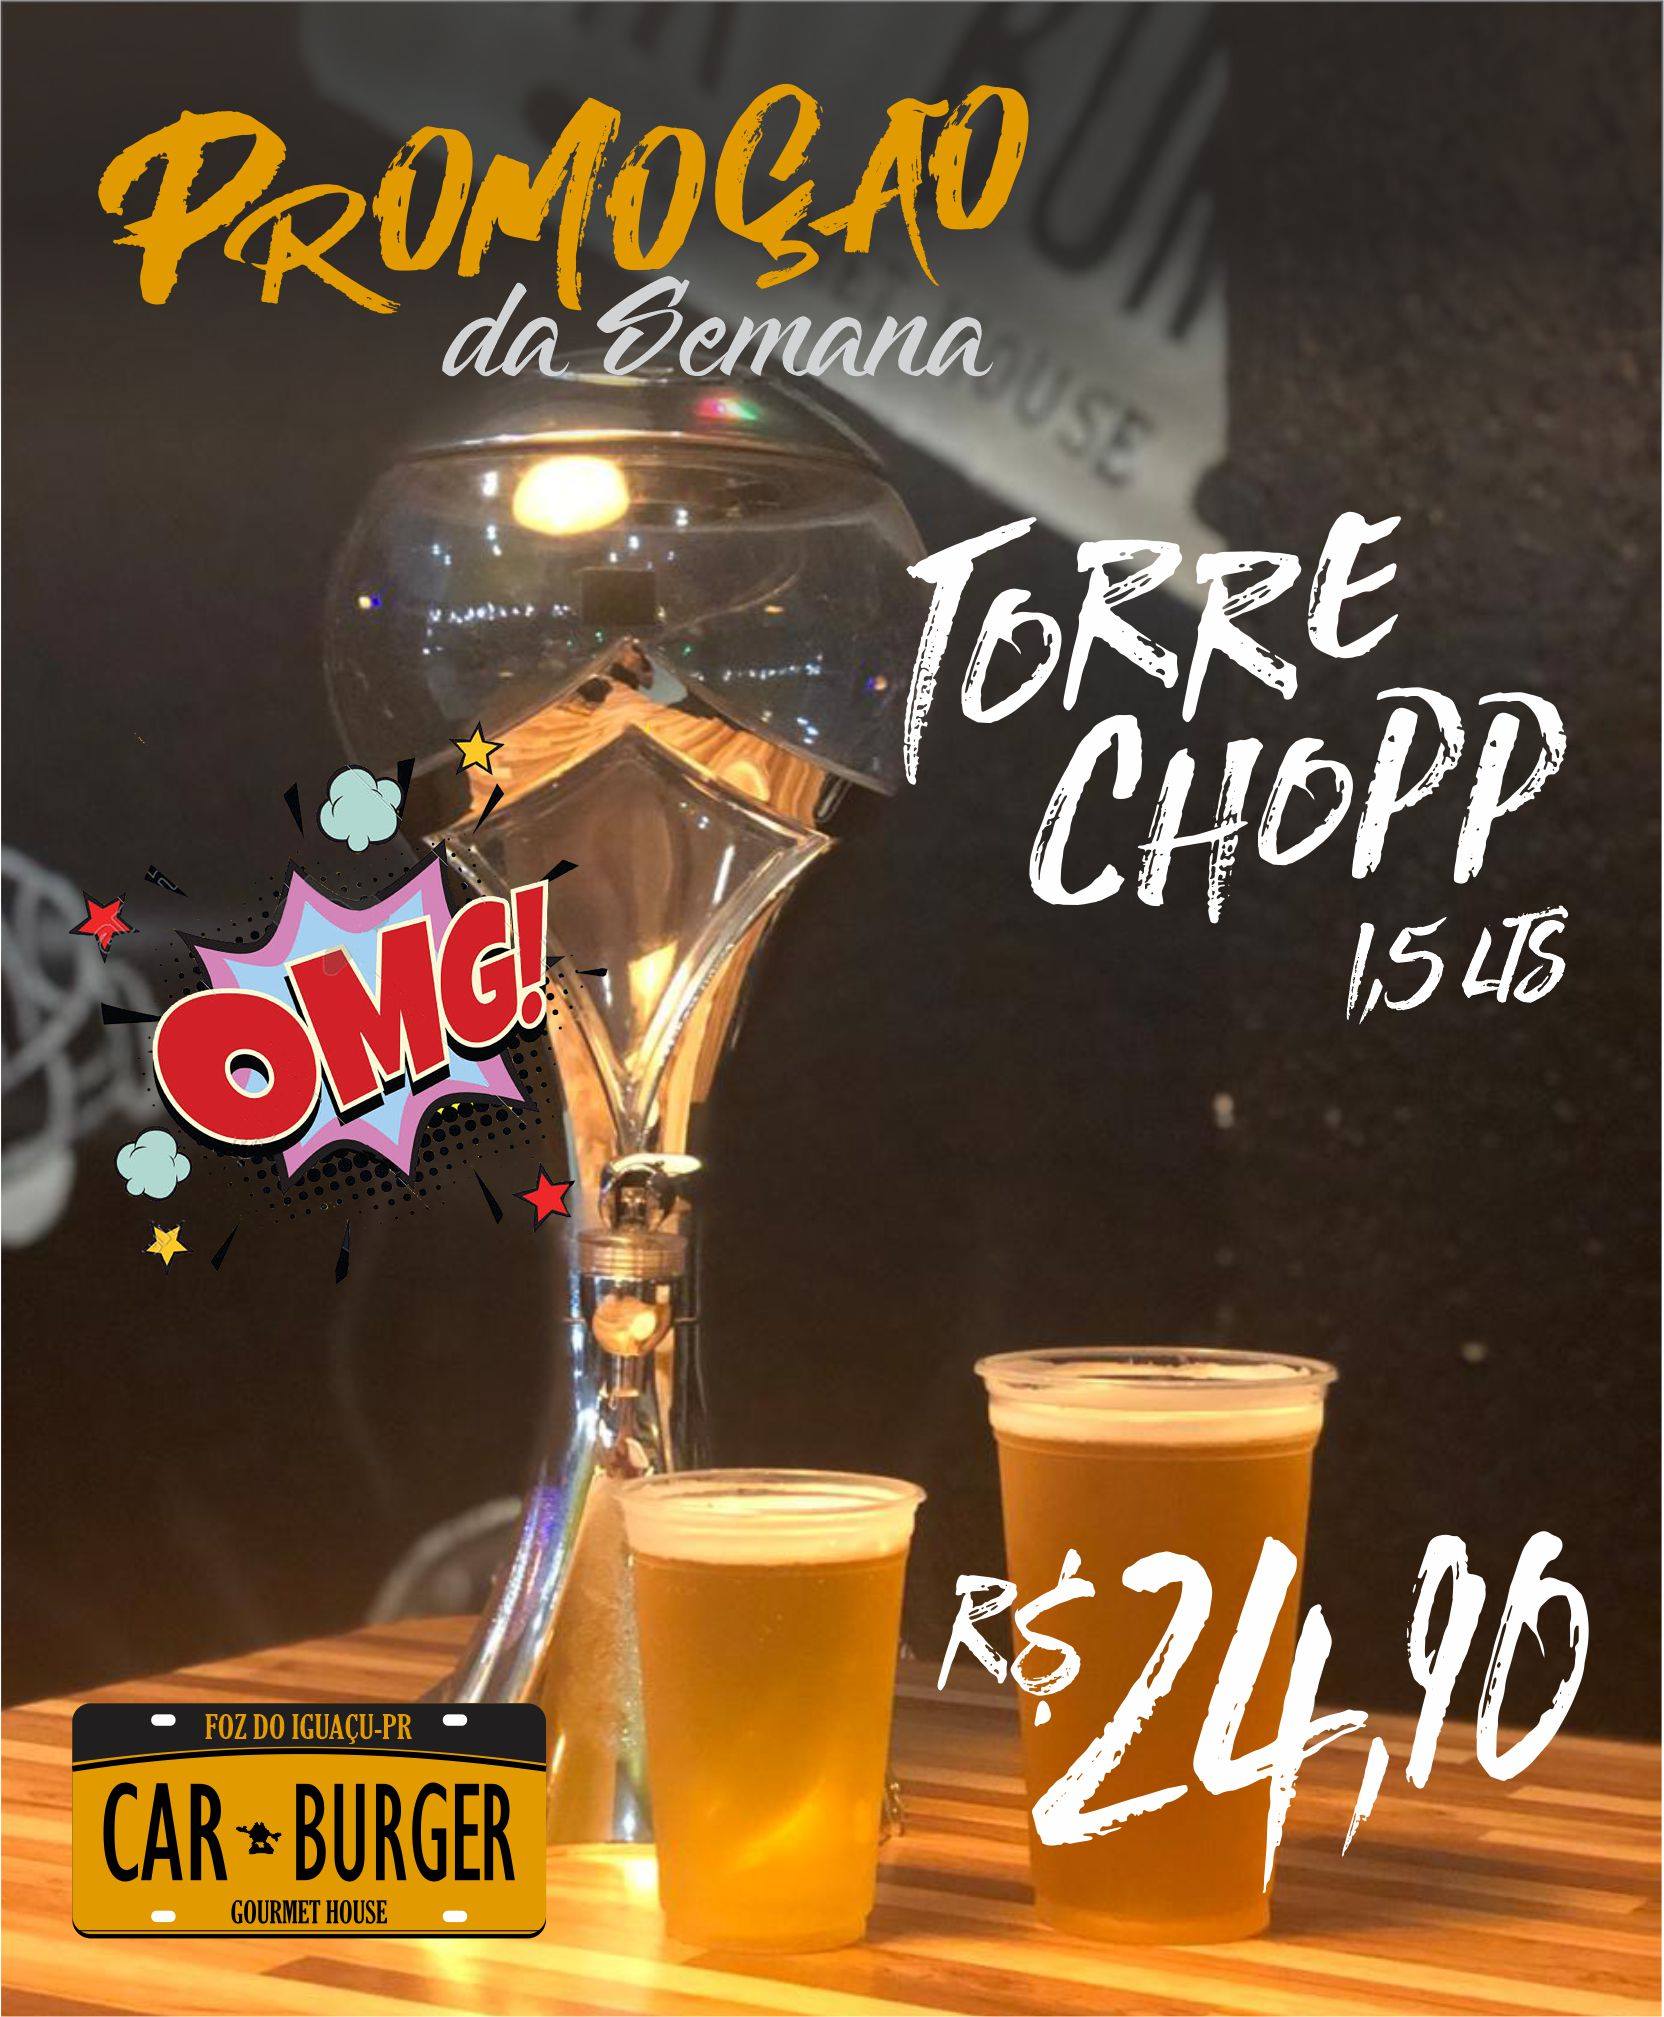 PROMOÇÃO
da Semana
HOUSE
TORRE
CHOPP
1,5 LTS
OMG!
R$24,90
FOZ DO IGUAÇU-PR
CAR BURGER
GOURMET HOUSE